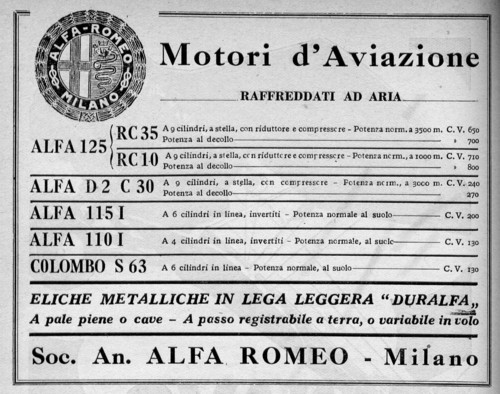 ALFA-ROMEO
MILANO
Motori d'Aviazione
RAFFREDDATI AD ARIA
ALFA 125
RC 35 A 9 cilindri, a stella, con riduttore e compressore - Potenza norm. a 3500 m. C. V. 650
Potenza al decollo » 700
RC 10 A 9 cilindri, a stella, con riduttore e compressore - Potenza norm., a 1000 m. C. V. 710
Potenza al decollo » 800
ALFA D2 C 30 A 9 cilindri, a stella, con compressore - Potenza norm., a 3000 m. C. V. 240
Potenza al decollo 270
ALFA 115 I A 6 cilindri in linea, invertiti - Potenza normale al suolo C. V. 200
ALFA 110 I A 4 cilindri in linea, invertiti - Potenza normale, al suolo C. V. 130
COLOMBO S 63 A 6 cilindri in linea - Potenza normale, al suolo C. V. 130
ELICHE METALLICHE IN LEGA LEGGERA "DURALFA„
A pale piene o cave - A passo registrabile a terra, o variabile in volo
Soc. An. ALFA ROMEO - Milano